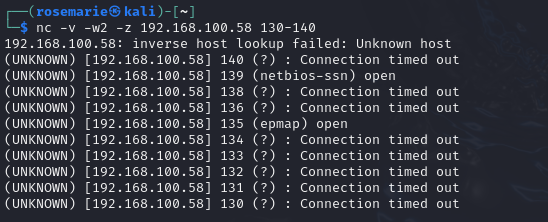 ┌──(rosemarie㉿kali)-[~]
└─$ nc -v -w2 -z 192.168.100.58 130-140
192.168.100.58: inverse host lookup failed: Unknown host
(UNKNOWN) [192.168.100.58] 140 (?) : Connection timed out
(UNKNOWN) [192.168.100.58] 139 (netbios-ssn) open
(UNKNOWN) [192.168.100.58] 138 (?) : Connection timed out
(UNKNOWN) [192.168.100.58] 136 (?) : Connection timed out
(UNKNOWN) [192.168.100.58] 135 (epmap) open
(UNKNOWN) [192.168.100.58] 134 (?) : Connection timed out
(UNKNOWN) [192.168.100.58] 133 (?) : Connection timed out
(UNKNOWN) [192.168.100.58] 132 (?) : Connection timed out
(UNKNOWN) [192.168.100.58] 131 (?) : Connection timed out
(UNKNOWN) [192.168.100.58] 130 (?) : Connection timed out